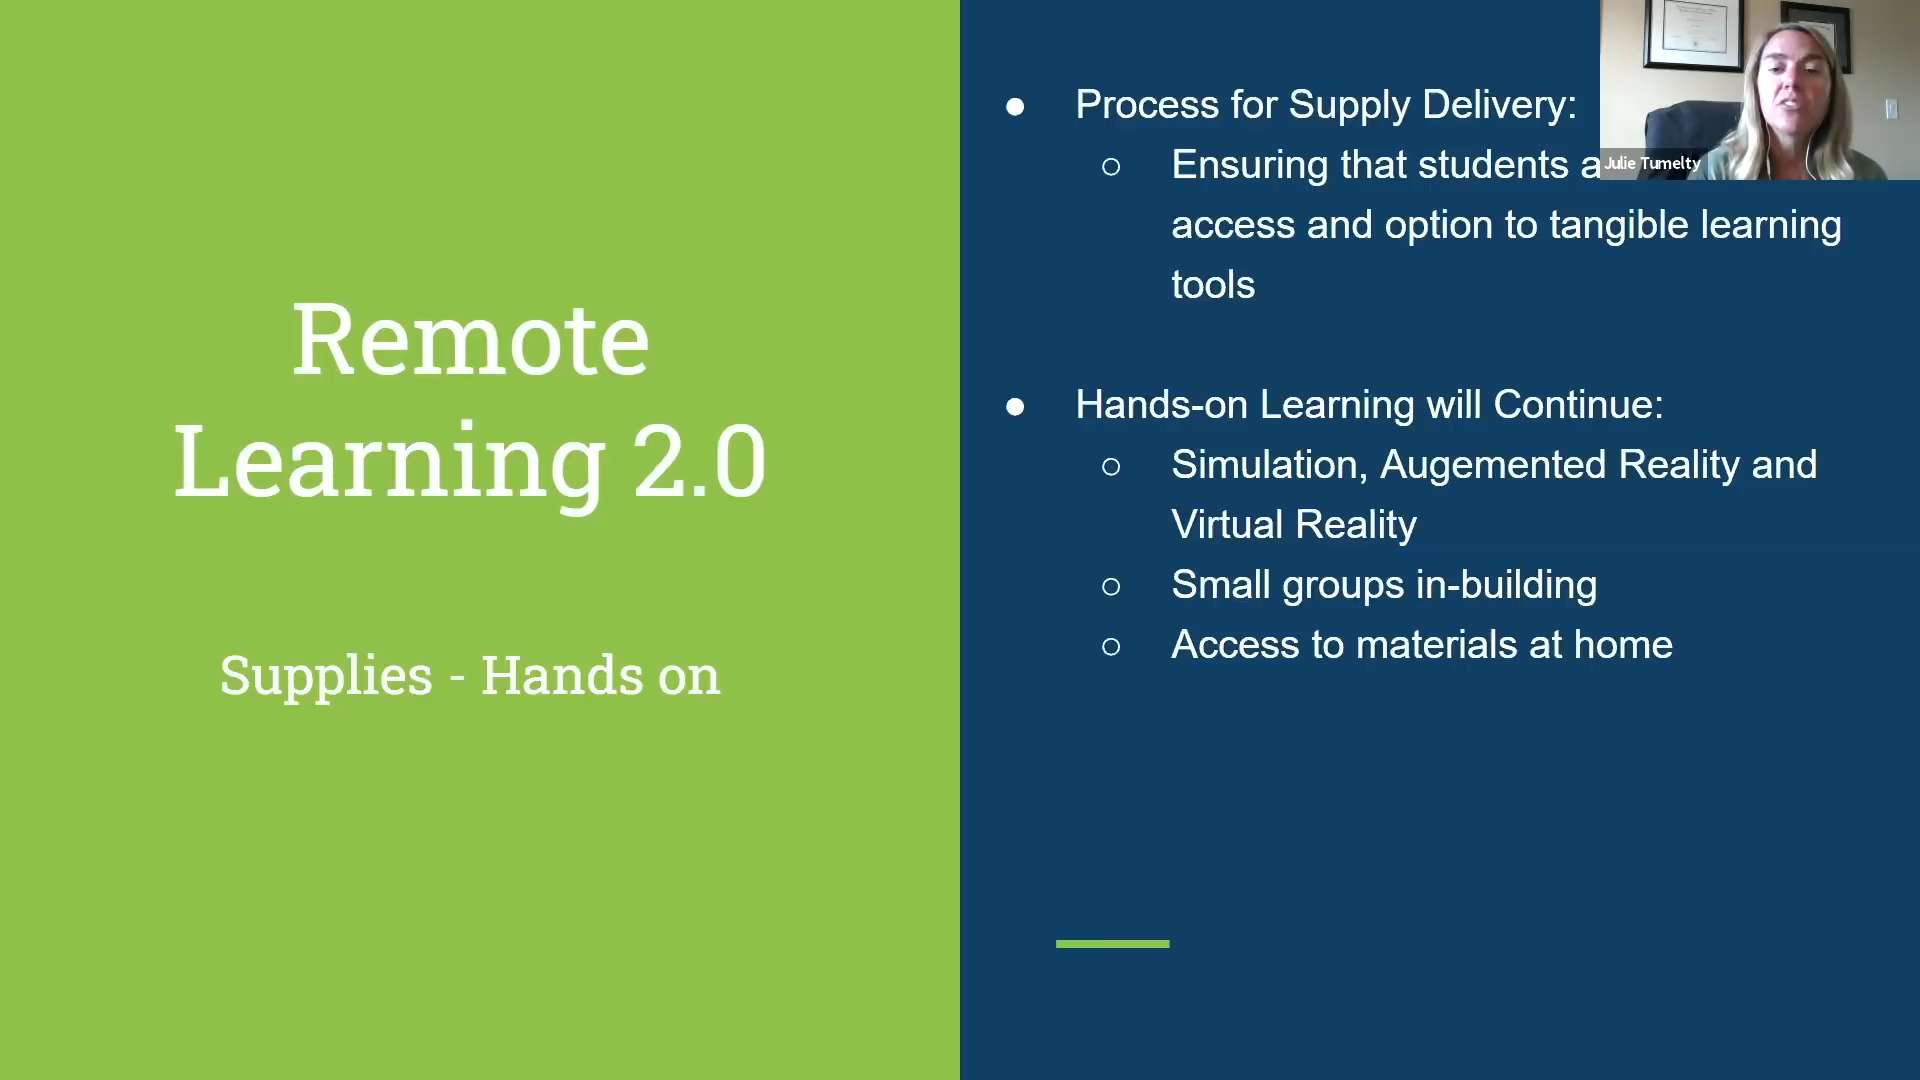 Remote
Learning 2.0
Supplies - Hands on
● Process for Supply Delivery:
○ Ensuring that students
access and option to tangible learning
tools
● Hands-on Learning will Continue:
○ Simulation, Augemented Reality and
Virtual Reality
○ Small groups in-building
○ Access to materials at home
Julie Tumelty